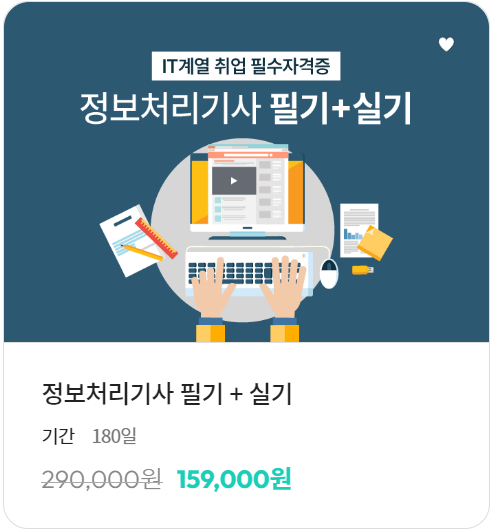 IT계열 취업 필수자격증
정보처리기사 필기+실기
정보처리기사 필기 + 실기
기간 180일
290,000원 159,000원